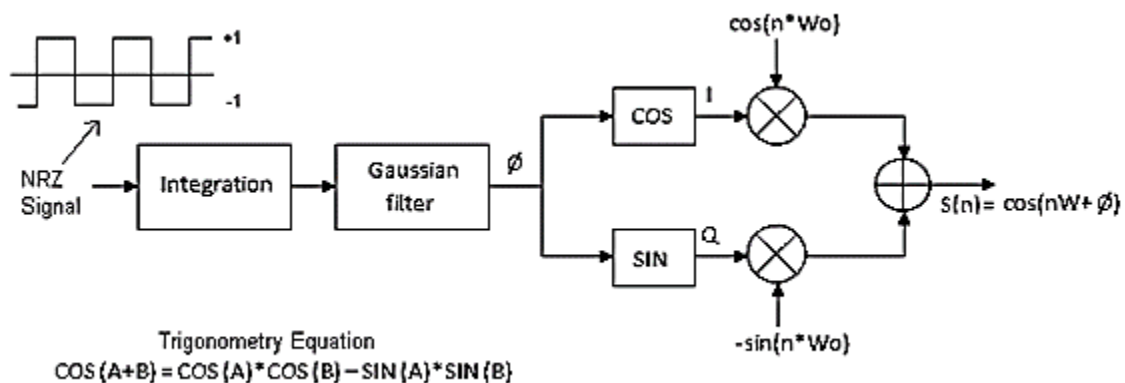 +1
-1
NRZ
Signal
Integration
Gaussian
filter
Ø
COS
I
cos(n*Wo)
SIN
Q
-sin(n*Wo)
S(n)= cos(nW+Ø)
Trigonometry Equation
COS(A+B) = COS(A)*COS(B)-SIN(A)*SIN(B)